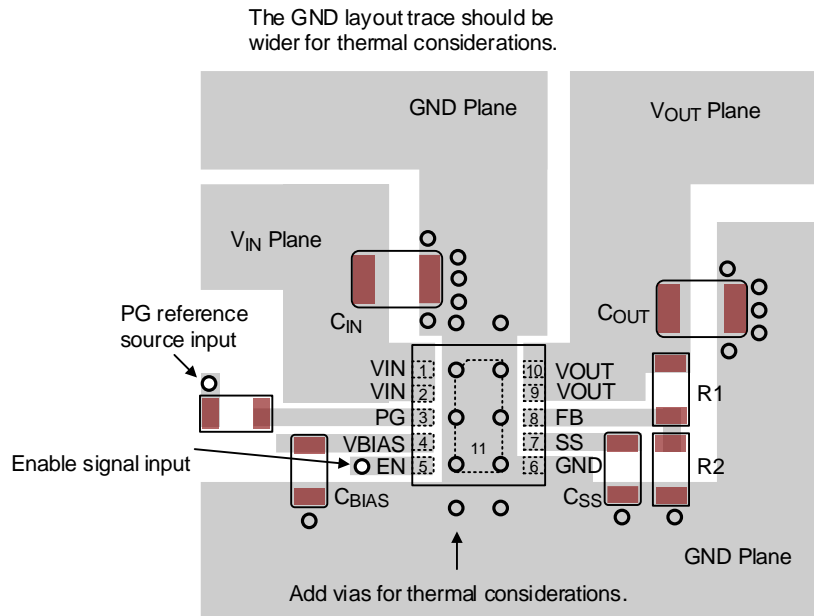 The GND layout trace should be
wider for thermal considerations.
GND Plane
VOUT Plane
VIN Plane
CIN
COUT
PG reference
source input
VIN 1 10 VOUT
VIN 2 9 VOUT
R1
PG 3 8 FB
VBIAS 4 7 SS
11
Enable signal input
EN 5 6 GND
R2
CBIAS
CSS
GND Plane
Add vias for thermal considerations.